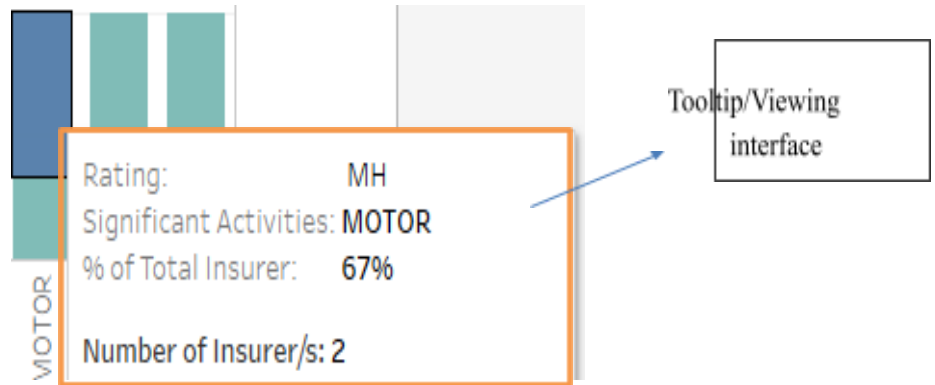 Rating: MH
Significant Activities: MOTOR
% of Total Insurer: 67%
Number of Insurer/s: 2
MOTOR
Tooltip/Viewing
interface